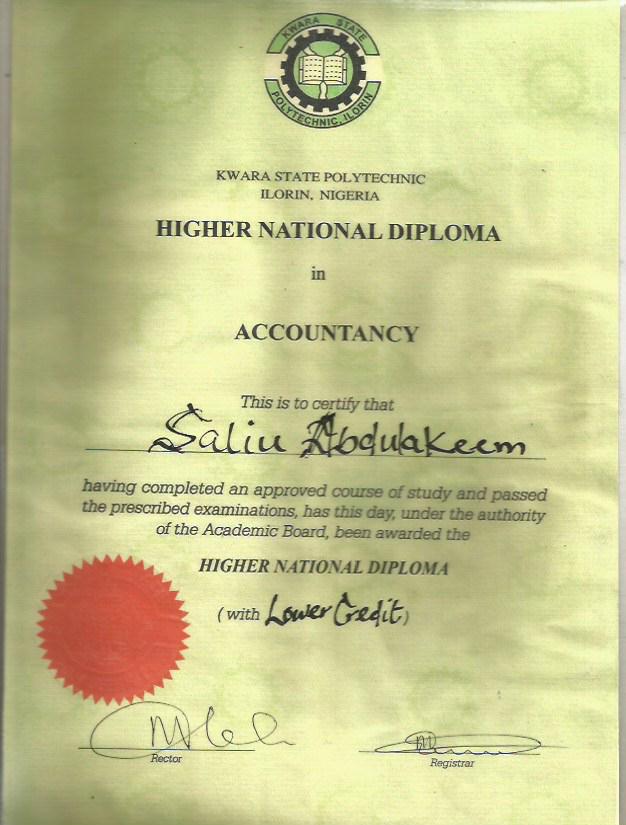 KWARA STATE
POLYTECHNIC, ILORIN
KWARA STATE POLYTECHNIC
ILORIN, NIGERIA
HIGHER NATIONAL DIPLOMA
in
ACCOUNTANCY
This is to certify that
Saliu Abdulakeem
having completed an approved course of study and passed
the prescribed examinations, has this day, under the authority
of the Academic Board, been awarded the
HIGHER NATIONAL DIPLOMA
(with Lower Credit)
Rector
Registrar